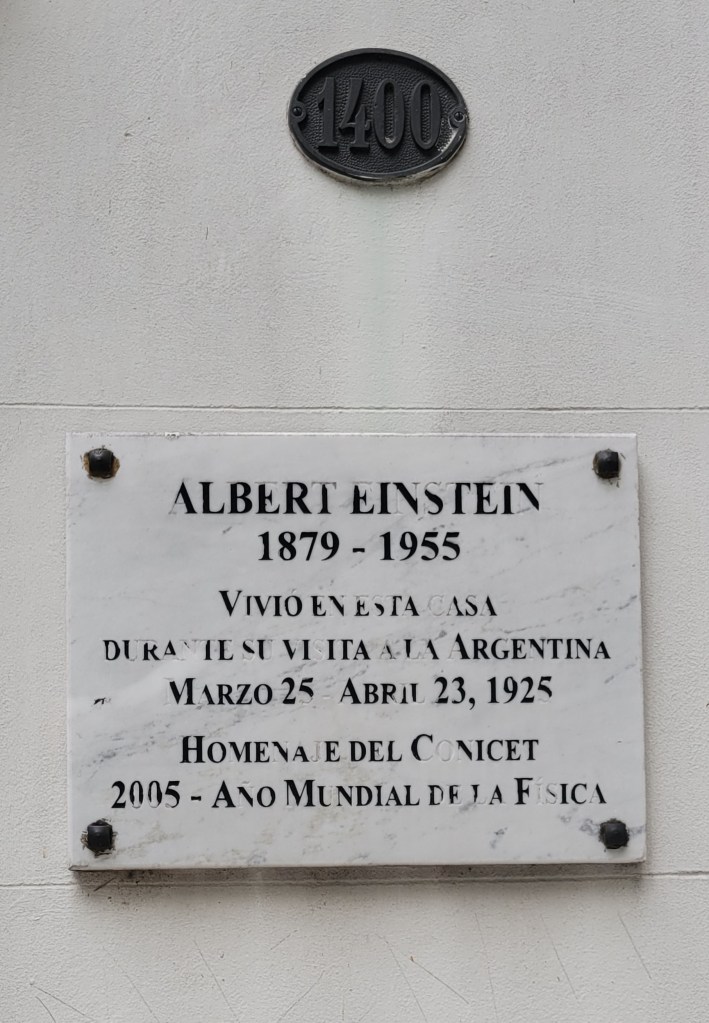 1400
ALBERT EINSTEIN
1879 - 1955
VIVIÓ EN ESTA CASA
DURANTE SU VISITA A LA ARGENTINA
MARZO 25 - ABRIL 23, 1925
HOMENAJE DEL CONICET
2005 - AÑO MUNDIAL DE LA FÍSICA